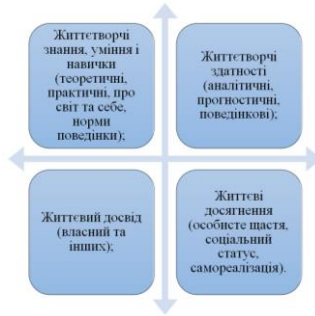 Життєтворчі
знання, уміння і
навички
(теоретичні,
практичні, про
світ та себе,
норми
поведінки);
Життєтворчі
здатності
(аналітичні,
прогностичні,
поведінкові);
Життєвий досвід
(власний та
інших);
Життєві
досягнення
(особисте щастя,
соціальний
статус,
самореалізація).